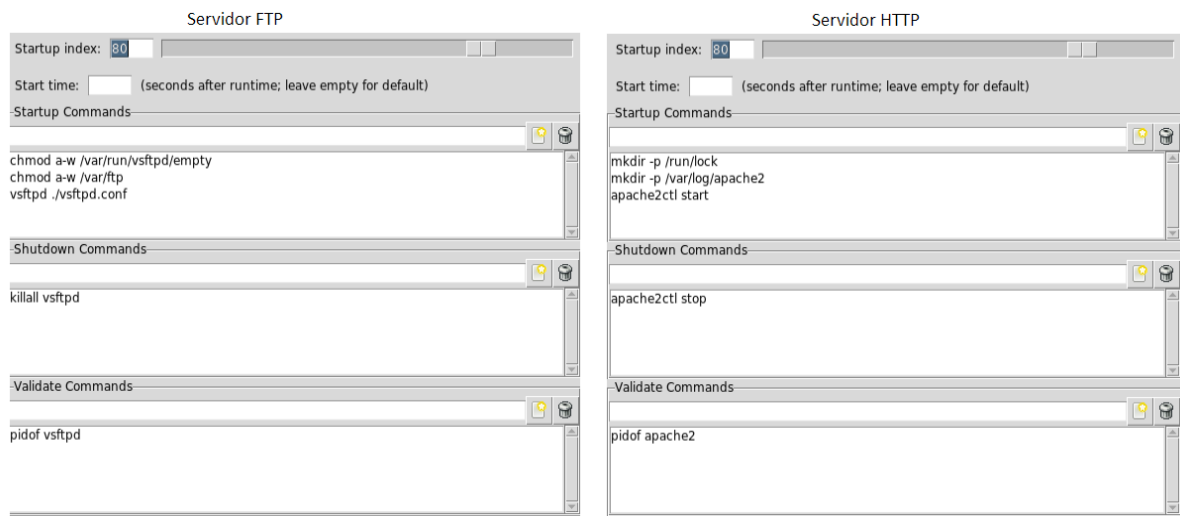 Servidor FTP
Startup index: 80
Start time: (seconds after runtime; leave empty for default)
Startup Commands
chmod a-w /var/run/vsftpd/empty
chmod a-w /var/ftp
vsftpd ./vsftpd.conf
Shutdown Commands
killall vsftpd
Validate Commands
pidof vsftpd
Servidor HTTP
Startup index: 80
Start time: (seconds after runtime; leave empty for default)
Startup Commands
mkdir -p /run/lock
mkdir -p /var/log/apache2
apache2ctl start
Shutdown Commands
apache2ctl stop
Validate Commands
pidof apache2